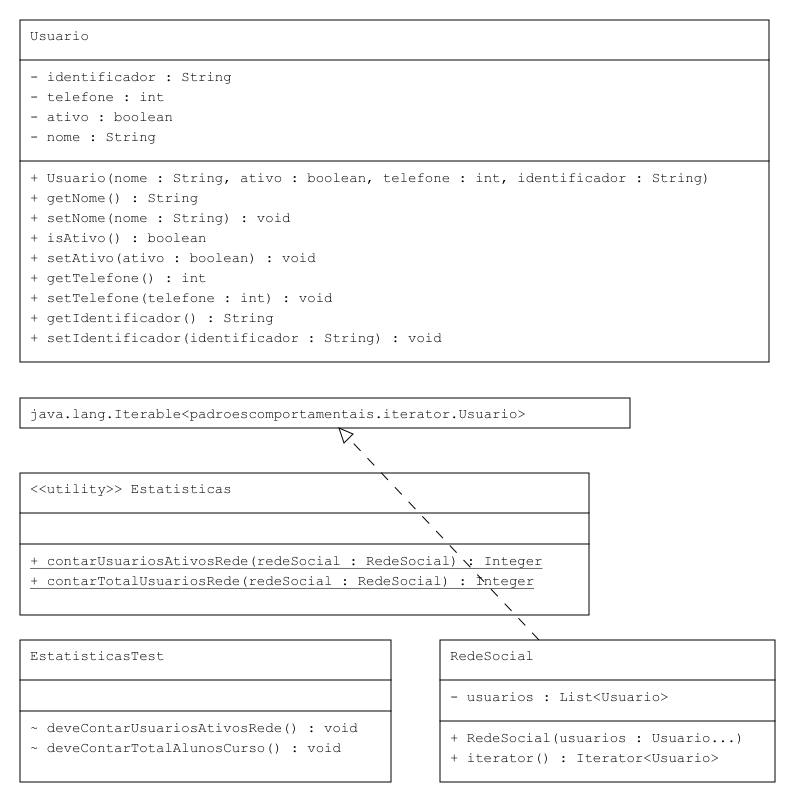 Usuario
- identificador : String
- telefone : int
- ativo : boolean
- nome : String
+ Usuario(nome : String, ativo : boolean, telefone : int, identificador : String)
+ getNome() : String
+ setNome(nome : String) : void
+ isAtivo() : boolean
+ setAtivo(ativo : boolean) : void
+ getTelefone() : int
+ setTelefone(telefone : int) : void
+ getIdentificador() : String
+ setIdentificador(identificador : String) : void
java.lang.Iterable<padroescomportamentais.iterator.Usuario>
<<utility>> Estatisticas
+ contarUsuariosAtivosRede(redeSocial : RedeSocial) : Integer
+ contarTotalUsuariosRede(redeSocial : RedeSocial) : Integer
EstatisticasTest
~ deveContarUsuariosAtivosRede() : void
~ deveContarTotalAlunosCurso() : void
RedeSocial
- usuarios : List<Usuario>
+ RedeSocial(usuarios : Usuario...)
+ iterator() : Iterator<Usuario>